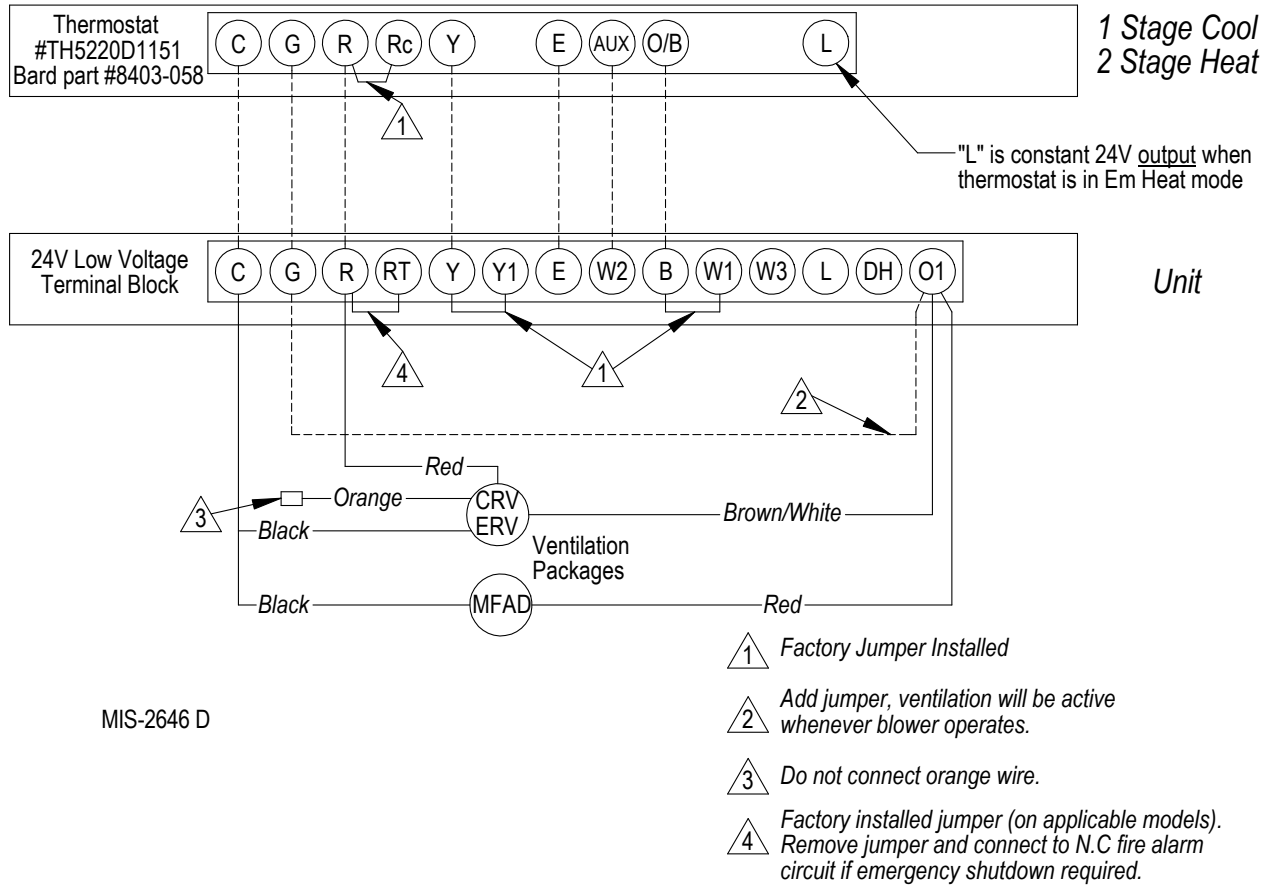 Thermostat
#TH5220D1151
Bard part #8403-058
C G R Rc Y E AUX O/B L
1 Stage Cool
2 Stage Heat
1
"L" is constant 24V output when
thermostat is in Em Heat mode
24V Low Voltage
Terminal Block
C G R RT Y Y1 E W2 B W1 W3 L DH O1
Unit
4
1
2
Red
3
Orange
CRV
ERV
Brown/White
Black
Ventilation
Packages
Black
MFAD
Red
1 Factory Jumper Installed
2 Add jumper, ventilation will be active
whenever blower operates.
3 Do not connect orange wire.
4 Factory installed jumper (on applicable models).
Remove jumper and connect to N.C fire alarm
circuit if emergency shutdown required.
MIS-2646 D